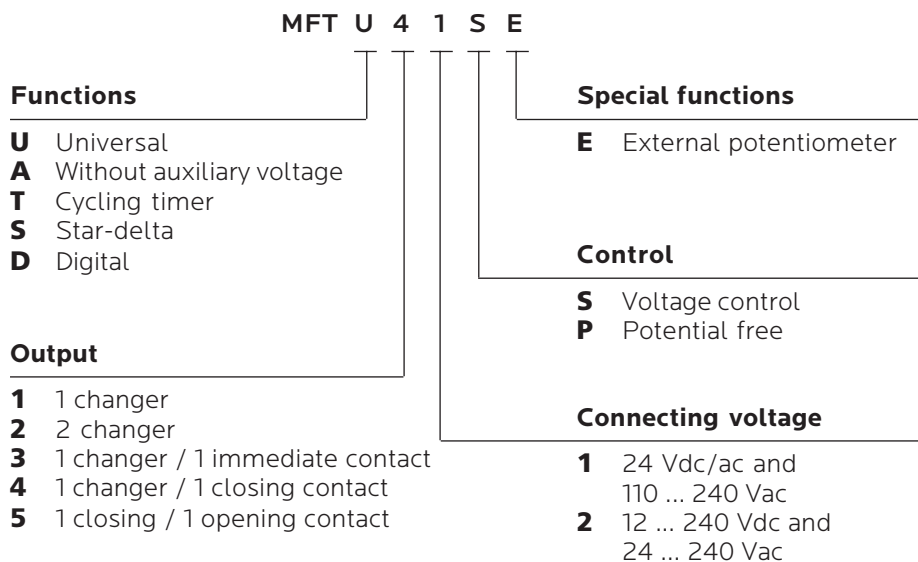 MFT U 4 1 S E
Functions
U Universal
A Without auxiliary voltage
T Cycling timer
S Star-delta
D Digital
Output
1 1 changer
2 2 changer
3 1 changer / 1 immediate contact
4 1 changer / 1 closing contact
5 1 closing / 1 opening contact
Special functions
E External potentiometer
Control
S Voltage control
P Potential free
Connecting voltage
1 24 Vdc/ac and
110 ... 240 Vac
2 12 ... 240 Vdc and
24 ... 240 Vac